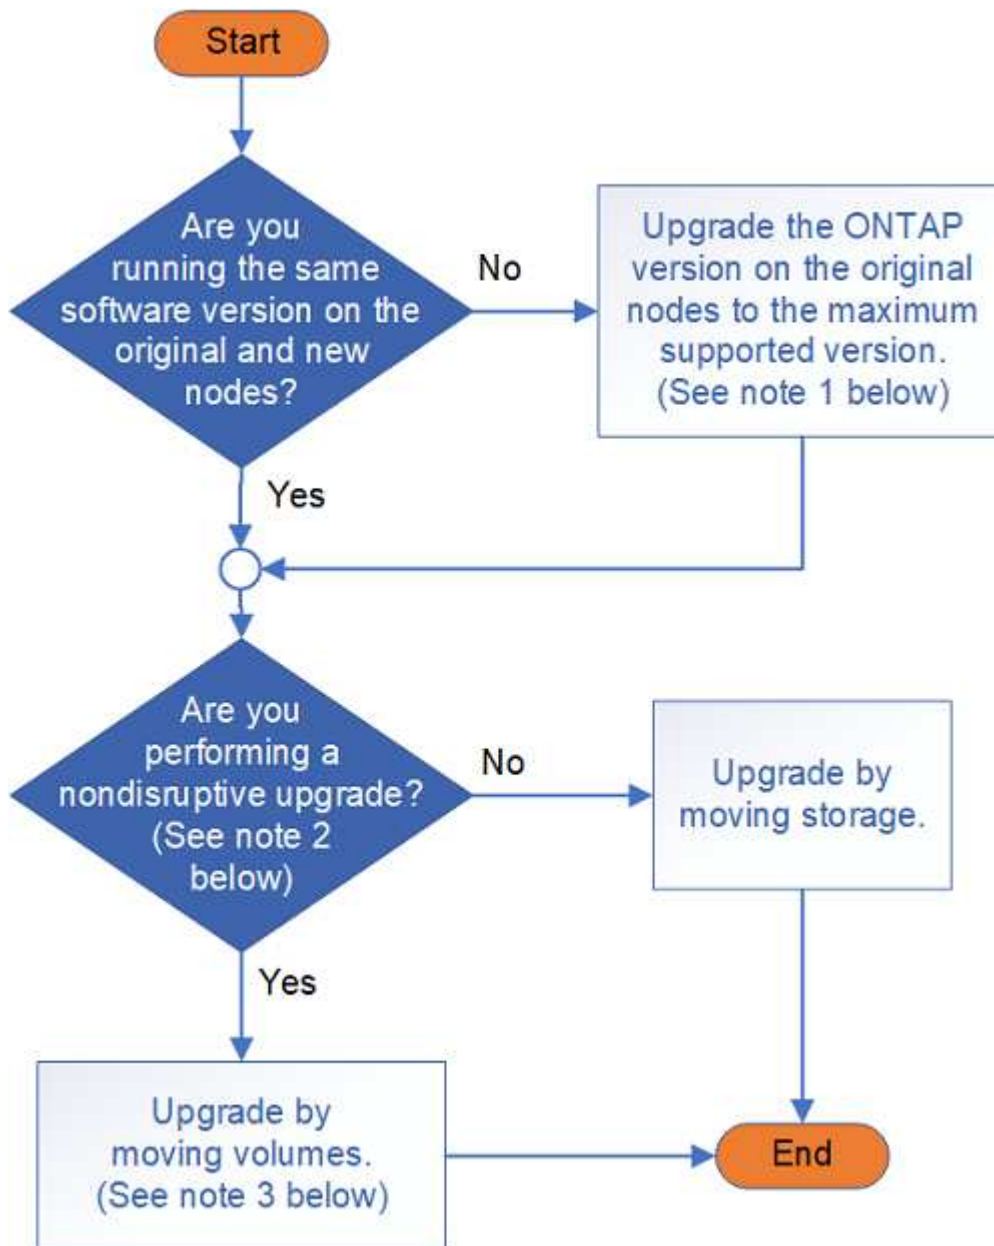 Start
Are you
running the same
software version on the
original and new
nodes?
No
Upgrade the ONTAP
version on the original
nodes to the maximum
supported version.
(See note 1 below)
Yes
Are you
performing a
nondisruptive upgrade?
(See note 2
below)
No
Upgrade by
moving storage.
Yes
Upgrade by
moving volumes.
(See note 3 below)
End